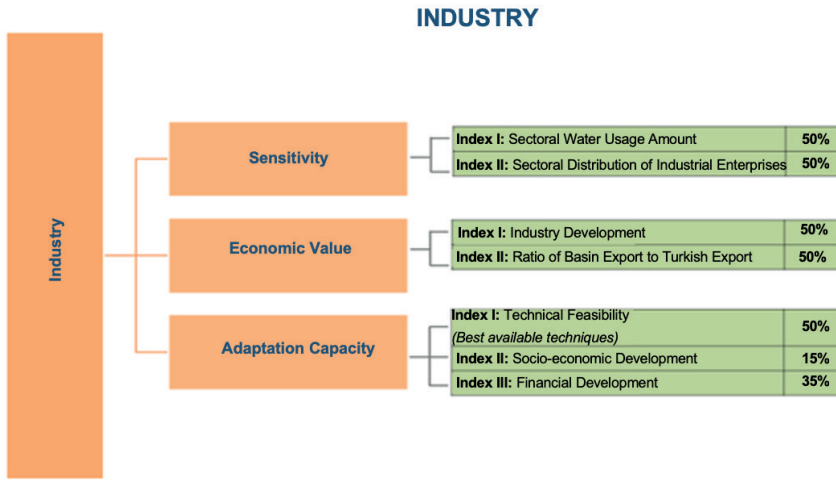 INDUSTRY
Industry
Sensitivity
Index I: Sectoral Water Usage Amount 50%
Index II: Sectoral Distribution of Industrial Enterprises 50%
Economic Value
Index I: Industry Development 50%
Index II: Ratio of Basin Export to Turkish Export 50%
Adaptation Capacity
Index I: Technical Feasibility
(Best available techniques) 50%
Index II: Socio-economic Development 15%
Index III: Financial Development 35%